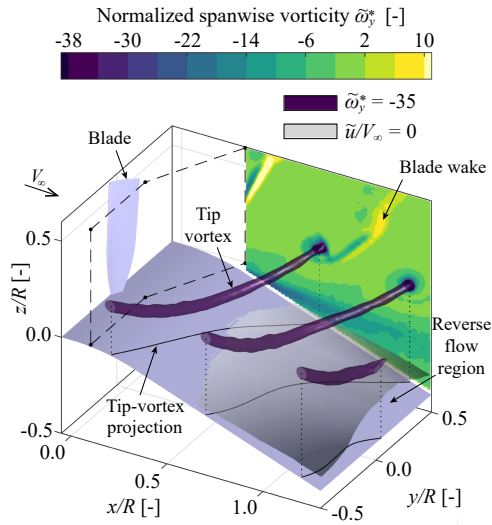 Normalized spanwise vorticity ω̃*y [-]
-38 -30 -22 -14 -6 2 10
ω̃*y = -35
ũ/V∞ = 0
Blade
Blade wake
V∞
Tip
vortex
0.5
z/R [-]
0.0
Reverse
flow
region
Tip-vortex
projection
-0.5
0.0
0.5
1.0
x/R [-]
-0.5
0.0
0.5
y/R [-]